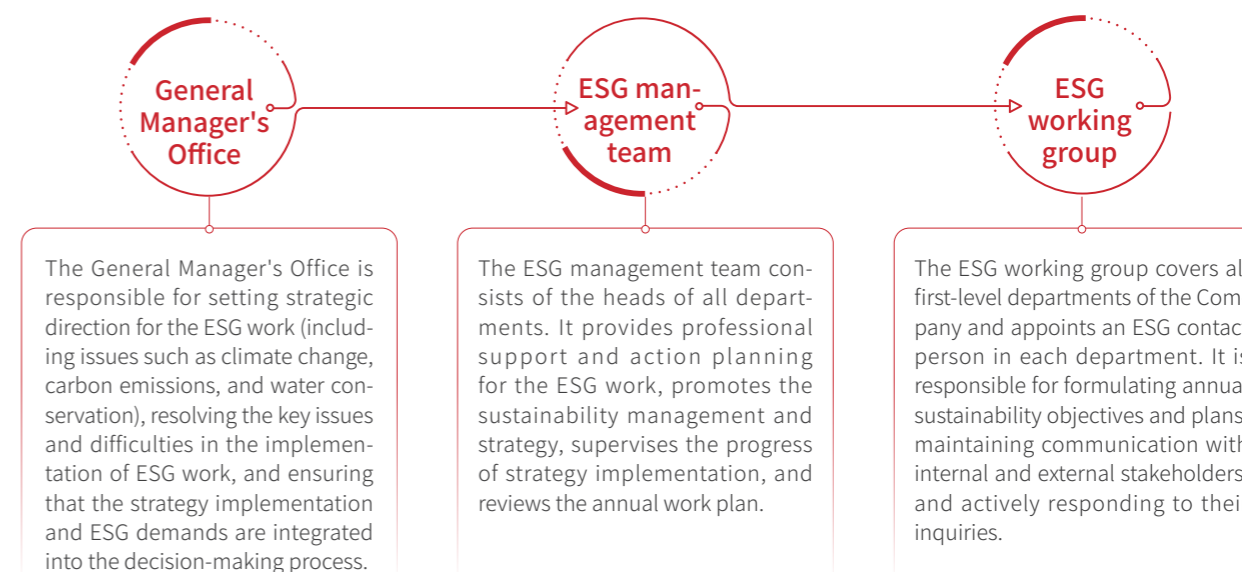 General
Manager's
Office
ESG man-
agement
team
ESG
working
group
The General Manager's Office is
responsible for setting strategic
direction for the ESG work (includ-
ing issues such as climate change,
carbon emissions, and water con-
servation), resolving the key issues
and difficulties in the implemen-
tation of ESG work, and ensuring
that the strategy implementation
and ESG demands are integrated
into the decision-making process.
The ESG management team con-
sists of the heads of all depart-
ments. It provides professional
support and action planning
for the ESG work, promotes the
sustainability management and
strategy, supervises the progress
of strategy implementation, and
reviews the annual work plan.
The ESG working group covers al
first-level departments of the Com
pany and appoints an ESG contac
person in each department. It is
responsible for formulating annua
sustainability objectives and plans
maintaining communication with
internal and external stakeholders
and actively responding to thei
inquiries.